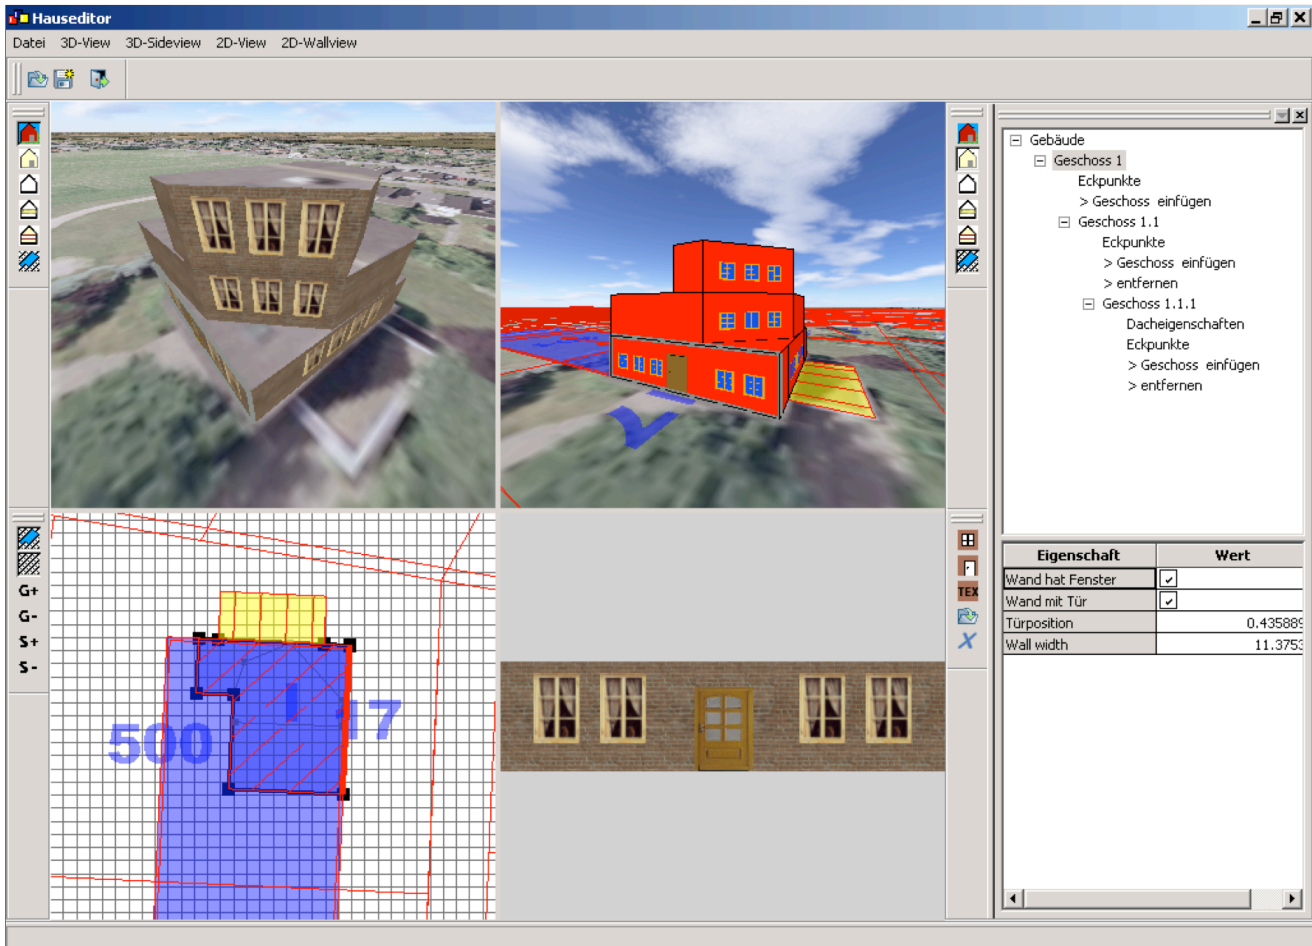 Hauseditor
Datei 3D-View 3D-Sideview 2D-View 2D-Wallview
Gebäude
Geschoss 1
Eckpunkte
> Geschoss einfügen
Geschoss 1.1
Eckpunkte
> Geschoss einfügen
> entfernen
Geschoss 1.1.1
Dacheigenschaften
Eckpunkte
> Geschoss einfügen
> entfernen
G+
G-
S+
S-
500
17
TEX
Eigenschaft Wert
Wand hat Fenster
Wand mit Tür
Türposition 0.435889
Wall width 11.3753